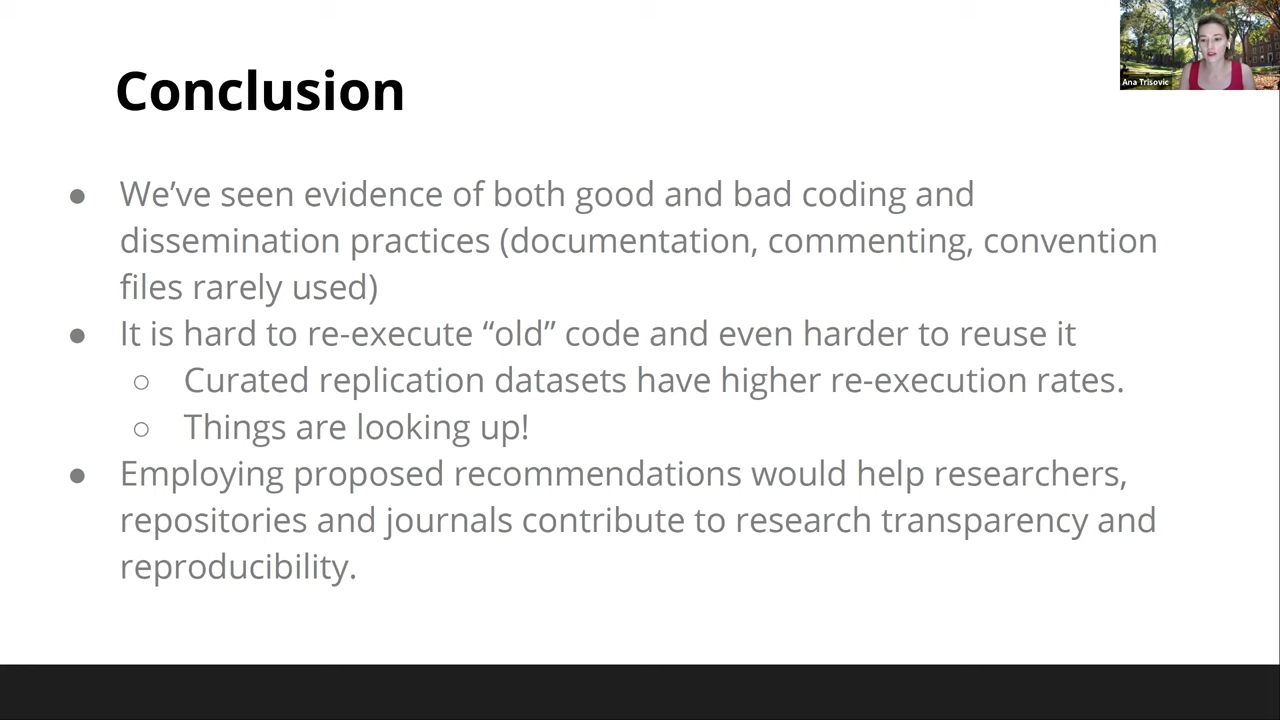 Ana Trisovic
Conclusion
● We’ve seen evidence of both good and bad coding and
dissemination practices (documentation, commenting, convention
files rarely used)
● It is hard to re-execute “old” code and even harder to reuse it
○ Curated replication datasets have higher re-execution rates.
○ Things are looking up!
● Employing proposed recommendations would help researchers,
repositories and journals contribute to research transparency and
reproducibility.